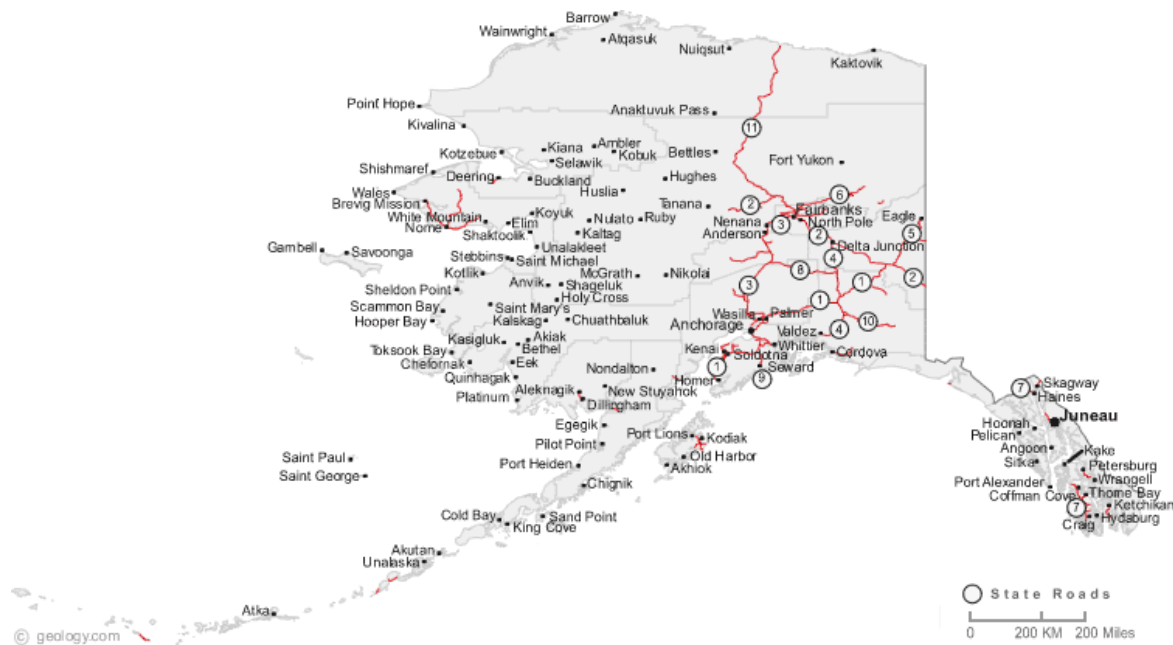 Barrow
Wainwright
Atqasuk
Nuiqsut
Kaktovik
Point Hope
Anaktuvuk Pass
Kivalina
11
Kotzebue
Kiana
Ambler
Kobuk
Selawik
Bettles
Fort Yukon
Shishmaref
Deering
Buckland
Hughes
Wales
Huslia
6
Brevig Mission
Tanana
2
Fairbanks
White Mountain
Koyuk
Nulato
Ruby
Nenana
3
North Pole
Eagle
Nome
Elim
Shaktoolik
Kaltag
Anderson
2
5
Gambell
Savoonga
Unalakleet
Delta Junction
Stebbins
Saint Michael
4
Kotlik
McGrath
Nikolai
8
2
Sheldon Point
Anvik
Shageluk
3
1
Holy Cross
Scammon Bay
Saint Mary's
1
Hooper Bay
Kalskag
Chuathbaluk
Wasilla
Palmer
10
Anchorage
Valdez
4
Kasigluk
Akiak
Bethel
Whittier
Toksook Bay
Kenai
Soldotna
Cordova
Chefornak
Eek
Nondalton
1
Seward
Quinhagak
Homer
9
Aleknagik
New Stuyahok
7
Skagway
Platinum
Dillingham
Haines
Juneau
Egegik
Port Lions
Kodiak
Hoonah
Pelican
Pilot Point
Angoon
Kake
Saint Paul
Old Harbor
Sitka
Petersburg
Port Heiden
Akhiok
Saint George
Wrangell
Chignik
Port Alexander
Coffman Cove
Thorne Bay
Ketchikan
7
Cold Bay
Sand Point
Craig
Hydaburg
King Cove
Akutan
Unalaska
State Roads
Atka
0
200 KM
200 Miles
© geology.com